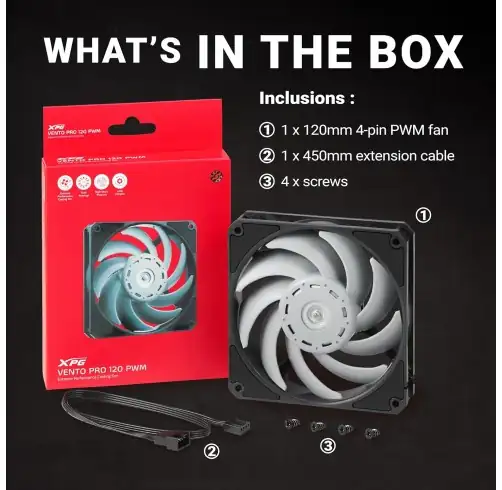 WHAT'S IN THE BOX
Inclusions :
① 1 x 120mm 4-pin PWM fan
② 1 x 450mm extension cable
③ 4 x screws
①
XPG
VENTO PRO 120 PWM
XPG
VENTO PRO 120 PWM
②
③